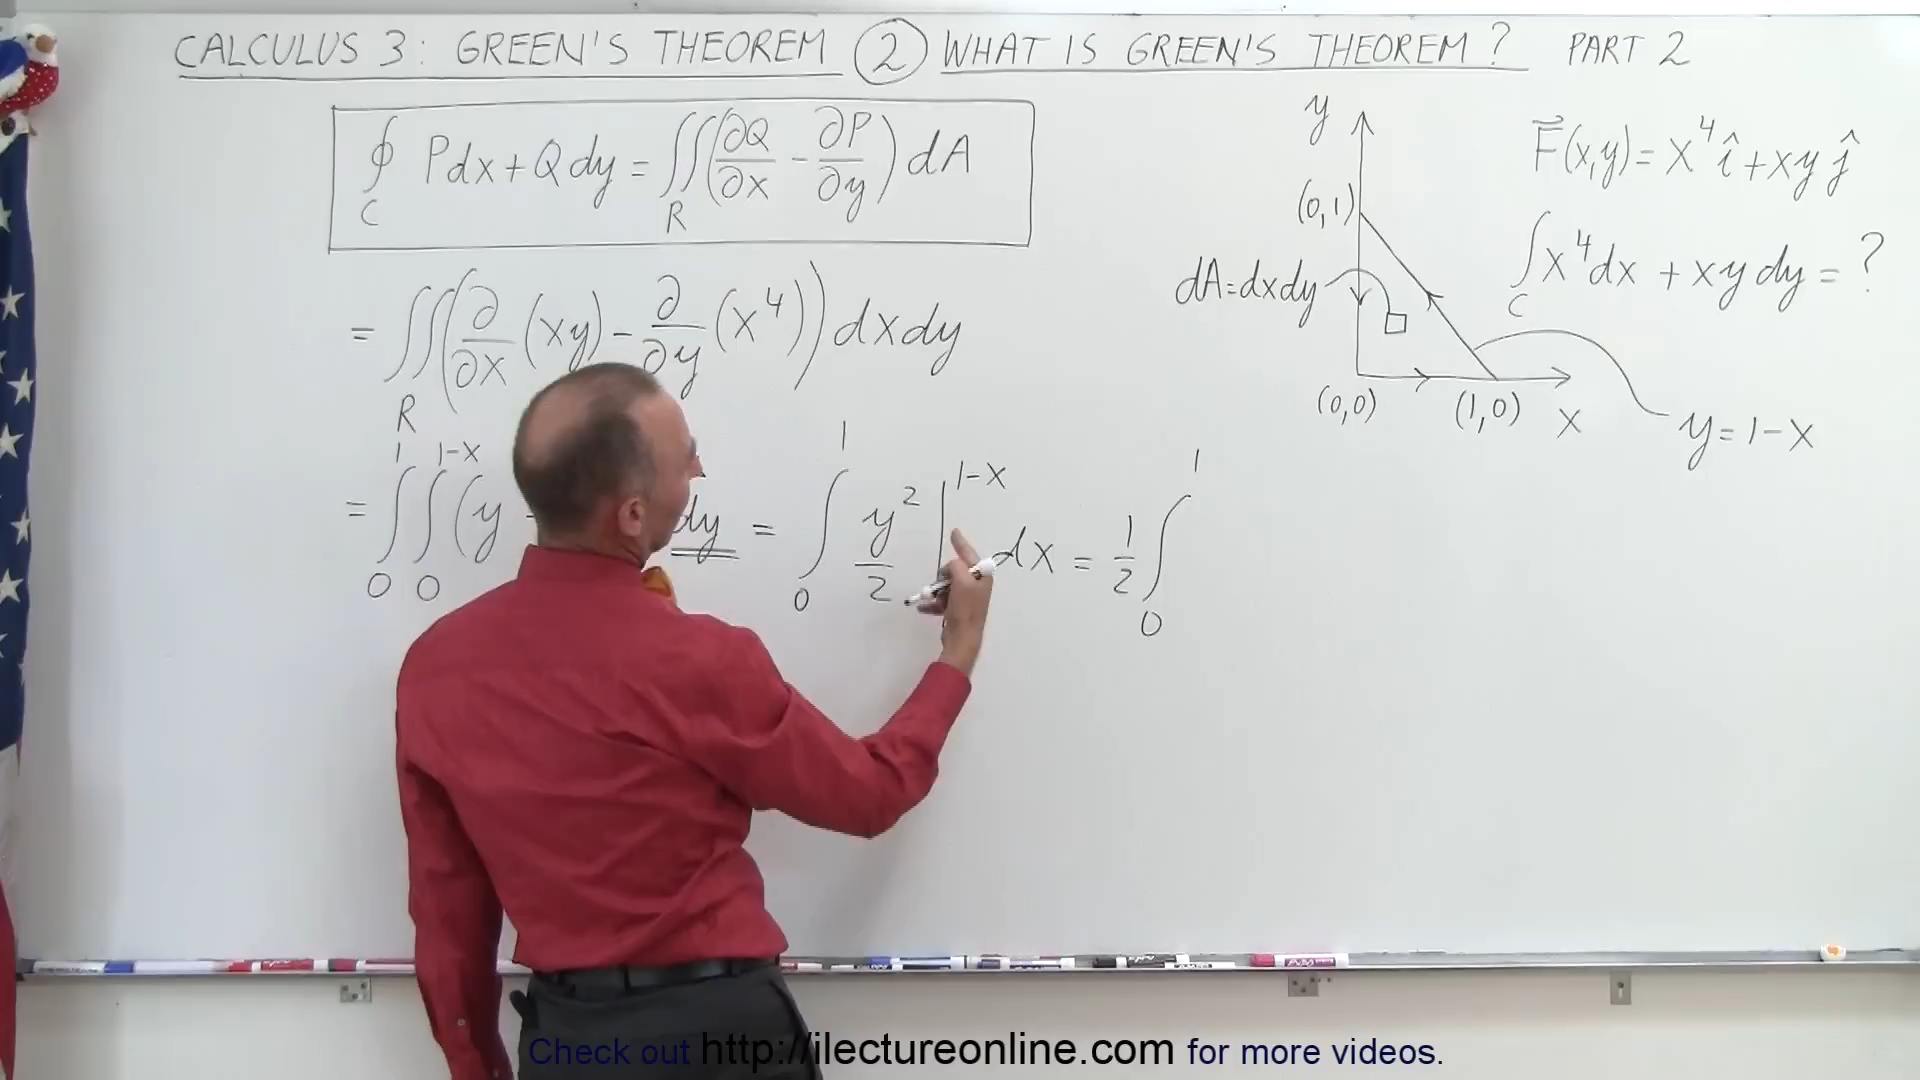 CALCULUS 3: GREEN'S THEOREM ② WHAT IS GREEN'S THEOREM? PART 2
∮_C Pdx + Qdy = ∬_R (∂Q/∂x - ∂P/∂y) dA
= ∬_R (∂/∂x (xy) - ∂/∂y (x⁴)) dxdy
= ∫₀¹ ∫₀^(1-x) (y - dy = ∫₀¹ y²/2 |^(1-x) dx = 1/2 ∫₀¹
y
(0,1)
dA=dxdy
(0,0)
(1,0)
x
y=1-x
F⃗(x,y)=x⁴î+xyĵ
∫_C x⁴dx + xydy = ?
Check out http://ilectureonline.com for more videos.